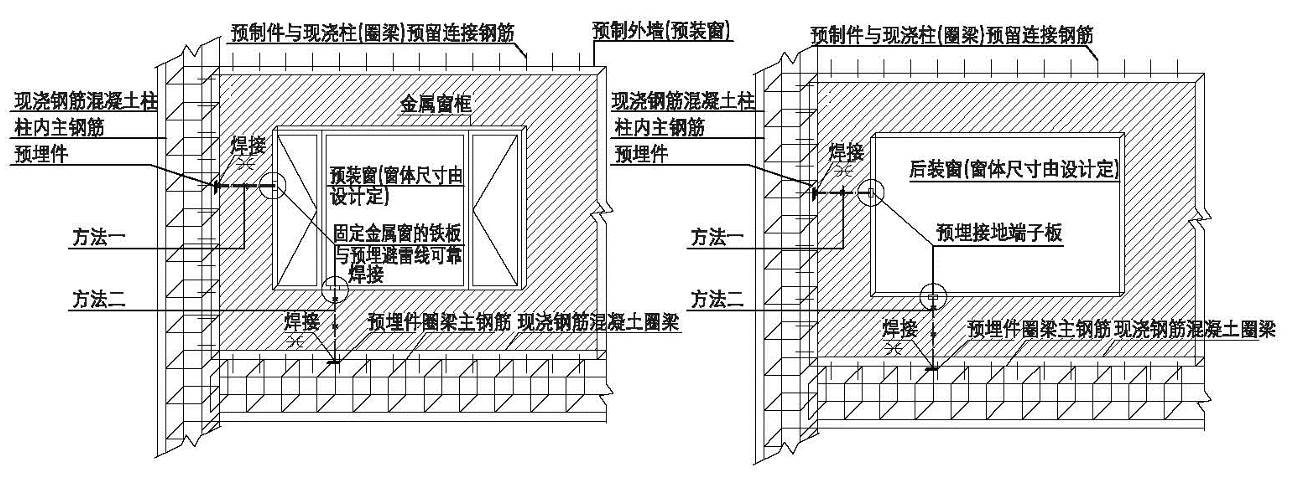 预制件与现浇柱(圈梁)预留连接钢筋
预制外墙(预装窗)
现浇钢筋混凝土柱
柱内主钢筋
预埋件
焊接
金属窗框
预装窗(窗体尺寸由
设计定)
固定金属窗的铁板
与预埋避雷线可靠
焊接
方法一
方法二
焊接
预埋件圈梁主钢筋
现浇钢筋混凝土圈梁
预制件与现浇柱(圈梁)预留连接钢筋
现浇钢筋混凝土柱
柱内主钢筋
预埋件
焊接
后装窗(窗体尺寸由设计定)
预埋接地端子板
方法一
方法二
焊接
预埋件圈梁主钢筋
现浇钢筋混凝土圈梁